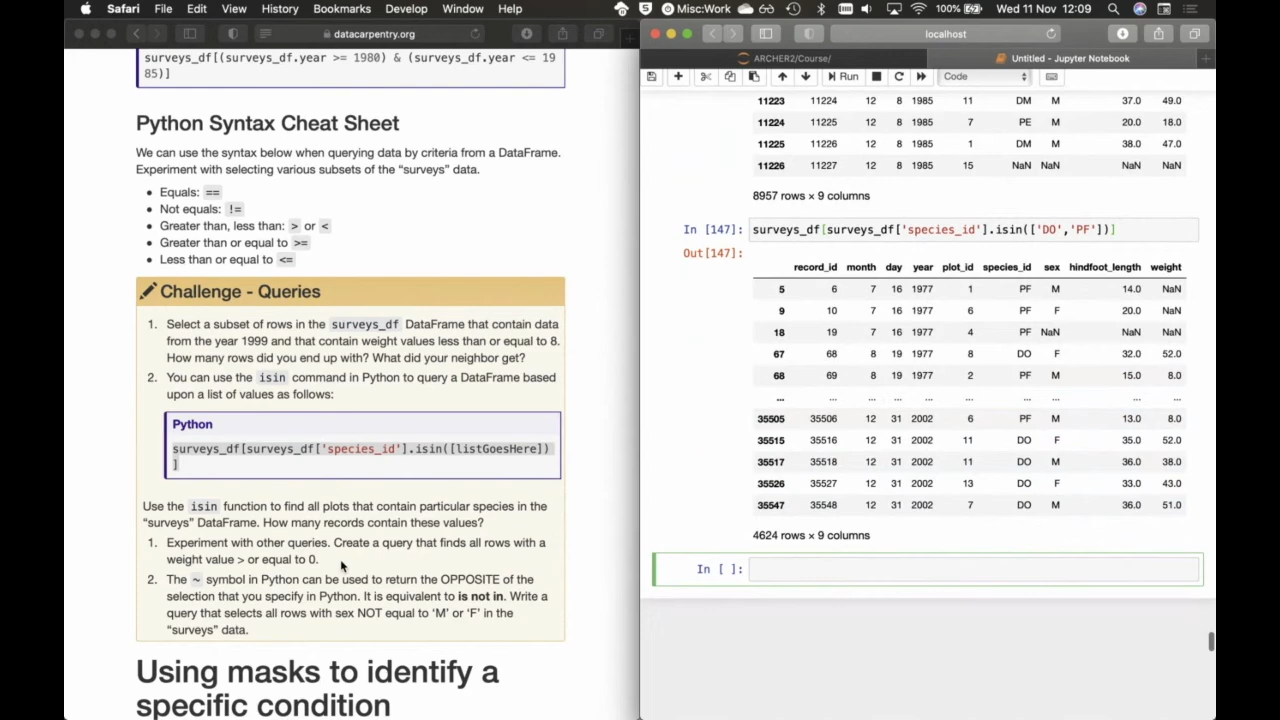 Safari File Edit View History Bookmarks Develop Window Help Misc:Work 100% Wed 11 Nov 12:09
datacarpentry.org
surveys_df[(surveys_df.year >= 1980) & (surveys_df.year <= 19
85)]
Python Syntax Cheat Sheet
We can use the syntax below when querying data by criteria from a DataFrame.
Experiment with selecting various subsets of the “surveys” data.
• Equals: ==
• Not equals: !=
• Greater than, less than: > or <
• Greater than or equal to >=
• Less than or equal to <=
Challenge - Queries
1. Select a subset of rows in the surveys_df DataFrame that contain data
from the year 1999 and that contain weight values less than or equal to 8.
How many rows did you end up with? What did your neighbor get?
2. You can use the isin command in Python to query a DataFrame based
upon a list of values as follows:
Python
surveys_df[surveys_df['species_id'].isin([listGoesHere])
]
Use the isin function to find all plots that contain particular species in the
“surveys” DataFrame. How many records contain these values?
1. Experiment with other queries. Create a query that finds all rows with a
weight value > or equal to 0.
2. The ~ symbol in Python can be used to return the OPPOSITE of the
selection that you specify in Python. It is equivalent to is not in. Write a
query that selects all rows with sex NOT equal to ‘M’ or ‘F’ in the
“surveys” data.
Using masks to identify a
specific condition
localhost
ARCHER2/Course/ Untitled - Jupyter Notebook
Run Code
11223 11224 12 8 1985 11 DM M 37.0 49.0
11224 11225 12 8 1985 7 PE M 20.0 18.0
11225 11226 12 8 1985 1 DM M 38.0 47.0
11226 11227 12 8 1985 15 NaN NaN NaN NaN
8957 rows × 9 columns
In [147]: surveys_df[surveys_df['species_id'].isin(['DO','PF'])]
Out[147]:
record_id month day year plot_id species_id sex hindfoot_length weight
5 6 7 16 1977 1 PF M 14.0 NaN
9 10 7 16 1977 6 PF F 20.0 NaN
18 19 7 16 1977 4 PF NaN NaN NaN
67 68 8 19 1977 8 DO F 32.0 52.0
68 69 8 19 1977 2 PF M 15.0 8.0
... ... ... ... ... ... ... ... ... ...
35505 35506 12 31 2002 6 PF M 13.0 8.0
35515 35516 12 31 2002 11 DO F 35.0 52.0
35517 35518 12 31 2002 11 DO M 36.0 38.0
35526 35527 12 31 2002 13 DO F 33.0 43.0
35547 35548 12 31 2002 7 DO M 36.0 51.0
4624 rows × 9 columns
In [ ]: